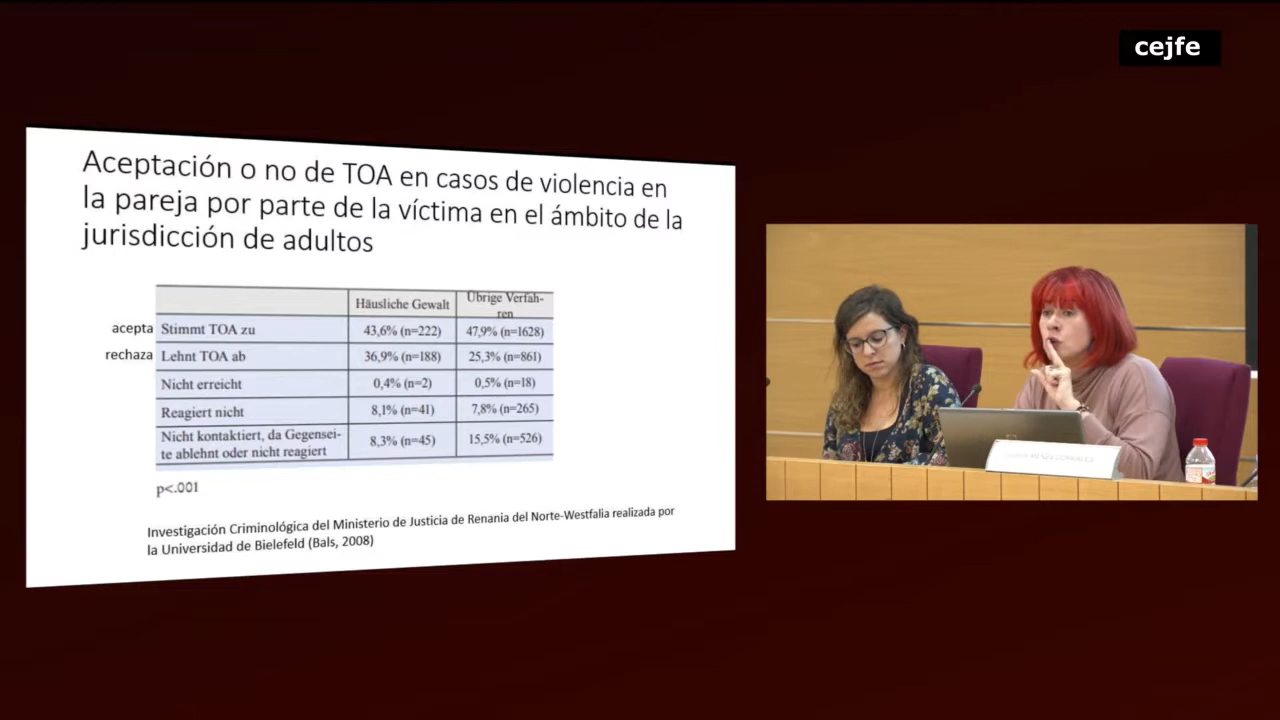 cejfe
Aceptación o no de TOA en casos de violencia en
la pareja por parte de la víctima en el ámbito de la
jurisdicción de adultos
Häusliche Gewalt Übrige Verfah-
ren
acepta Stimmt TOA zu 43,6% (n=222) 47,9% (n=1628)
rechaza Lehnt TOA ab 36,9% (n=188) 25,3% (n=861)
Nicht erreicht 0,4% (n=2) 0,5% (n=18)
Reagiert nicht 8,1% (n=41) 7,8% (n=265)
Nicht kontaktiert, da Gegensei-
te ablehnt oder nicht reagiert 8,3% (n=45) 15,5% (n=526)
p<.001
Investigación Criminológica del Ministerio de Justicia de Renania del Norte-Westfalia realizada por
la Universidad de Bielefeld (Bals, 2008)